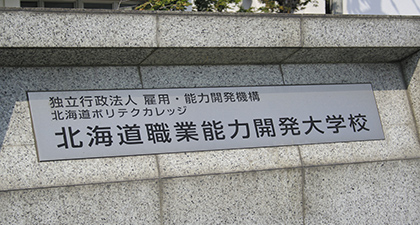 独立行政法人 雇用・能力開発機構
北海道ポリテクカレッジ
北海道職業能力開発大学校